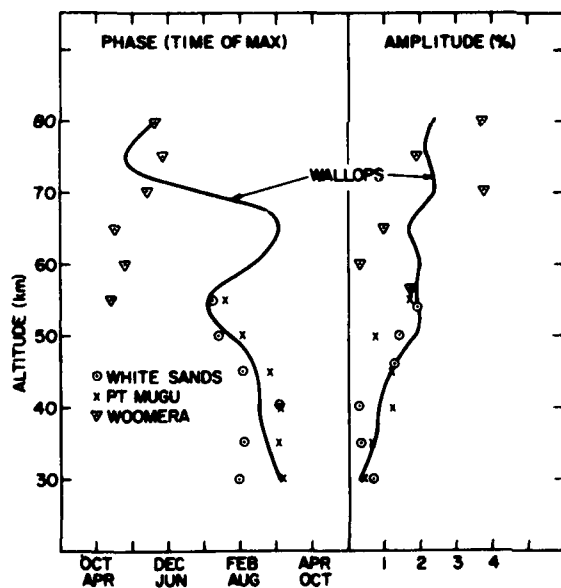 PHASE (TIME OF MAX)
AMPLITUDE (%)
80
70
60
50
40
30
ALTITUDE (km)
WALLOPS
WHITE SANDS
x PT MUGU
WOOMERA
OCT DEC FEB APR
APR JUN AUG OCT
1 2 3 4